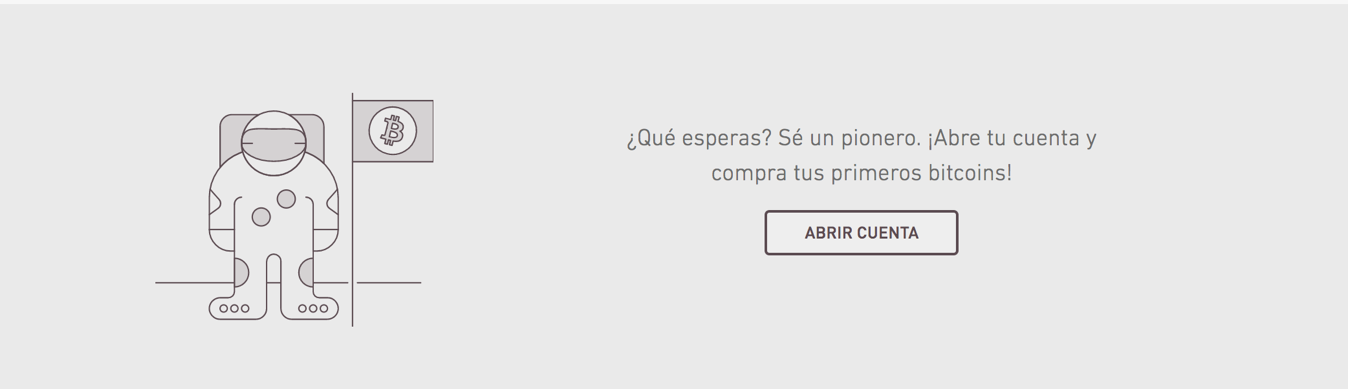 ¿Qué esperas? Sé un pionero. ¡Abre tu cuenta y
compra tus primeros bitcoins!
ABRIR CUENTA